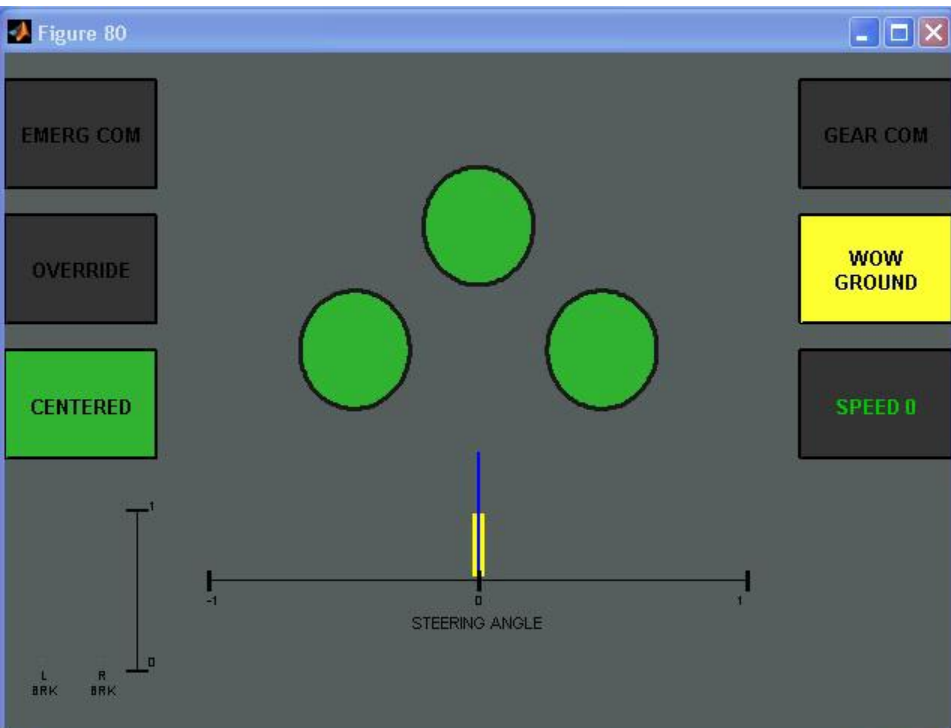 Figure 80
EMERG COM
GEAR COM
OVERRIDE
WOW
GROUND
CENTERED
SPEED 0
1
-1
0
1
STEERING ANGLE
0
L
BRK
R
BRK